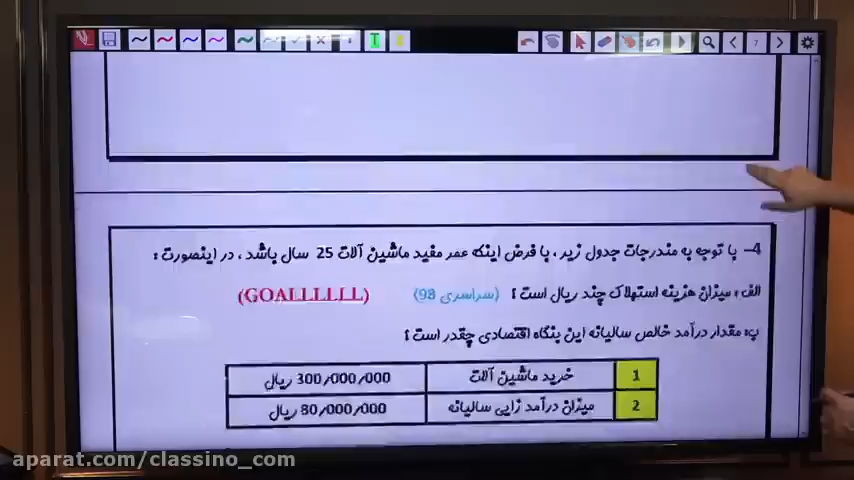 7
4- با توجه به مندرجات جدول زیر ، با فرض اینکه عمر مفید ماشین آلات 25 سال باشد ، در اینصورت :
الف: میزان هزینه استهلاک چند ریال است ؟ (سراسری 98) (GOALLLLLL)
ب: مقدار درآمد خالص سالیانه این بنگاه اقتصادی چقدر است ؟
1 خرید ماشین آلات 300/000/000 ریال
2 میزان درآمد زایی سالیانه 80/000/000 ریال
aparat.com/classino_com